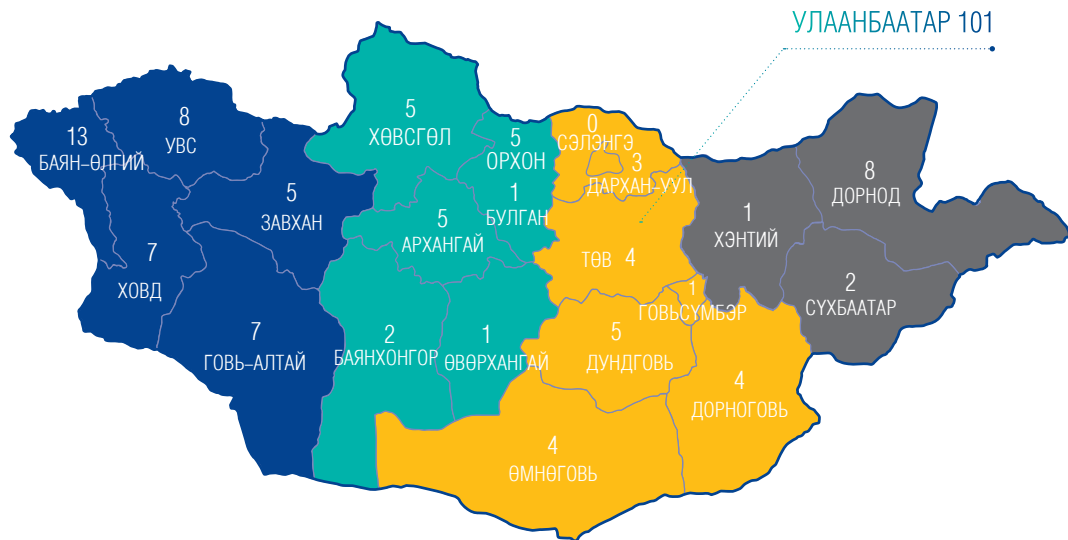 УЛААНБААТАР 101
13
БАЯН–ӨЛГИЙ
8
УВС
5
ЗАВХАН
7
ХОВД
7
ГОВЬ–АЛТАЙ
5
ХӨВСГӨЛ
5
ОРХОН
1
БУЛГАН
5
АРХАНГАЙ
2
БАЯНХОНГОР
1
ӨВӨРХАНГАЙ
0
СЭЛЭНГЭ
3
ДАРХАН–УУЛ
ТӨВ 4
1
ГОВЬСҮМБЭР
5
ДУНДГОВЬ
4
ДОРНОГОВЬ
4
ӨМНӨГОВЬ
1
ХЭНТИЙ
8
ДОРНОД
2
СҮХБААТАР